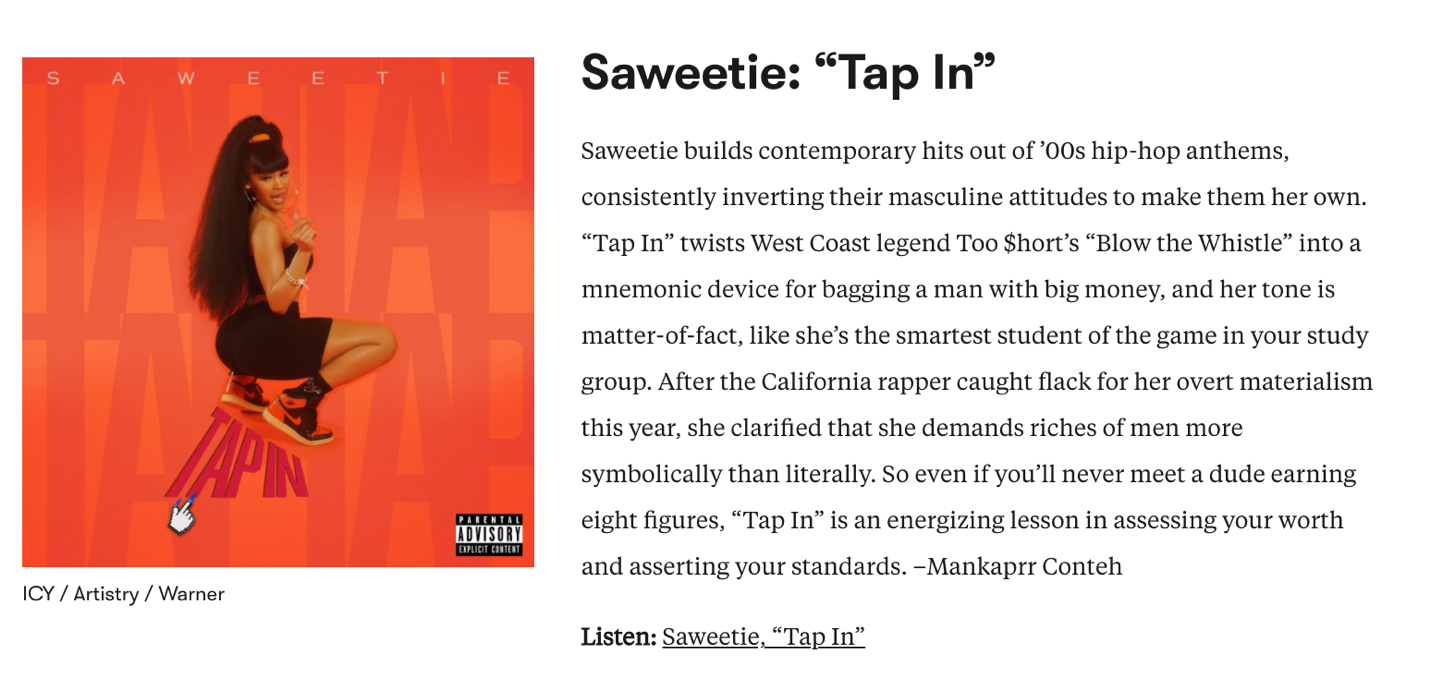 S A W E E T I E
TAP IN
PARENTAL
ADVISORY
EXPLICIT CONTENT
ICY / Artistry / Warner
Saweetie: “Tap In”
Saweetie builds contemporary hits out of ’00s hip-hop anthems,
consistently inverting their masculine attitudes to make them her own.
“Tap In” twists West Coast legend Too $hort’s “Blow the Whistle” into a
mnemonic device for bagging a man with big money, and her tone is
matter-of-fact, like she’s the smartest student of the game in your study
group. After the California rapper caught flack for her overt materialism
this year, she clarified that she demands riches of men more
symbolically than literally. So even if you’ll never meet a dude earning
eight figures, “Tap In” is an energizing lesson in assessing your worth
and asserting your standards. –Mankaprr Conteh
Listen: Saweetie, “Tap In”